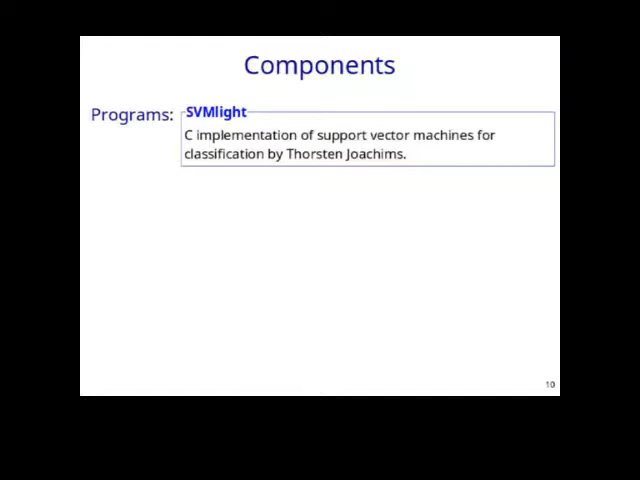 Components
Programs:
SVMlight
C implementation of support vector machines for
classification by Thorsten Joachims.
10